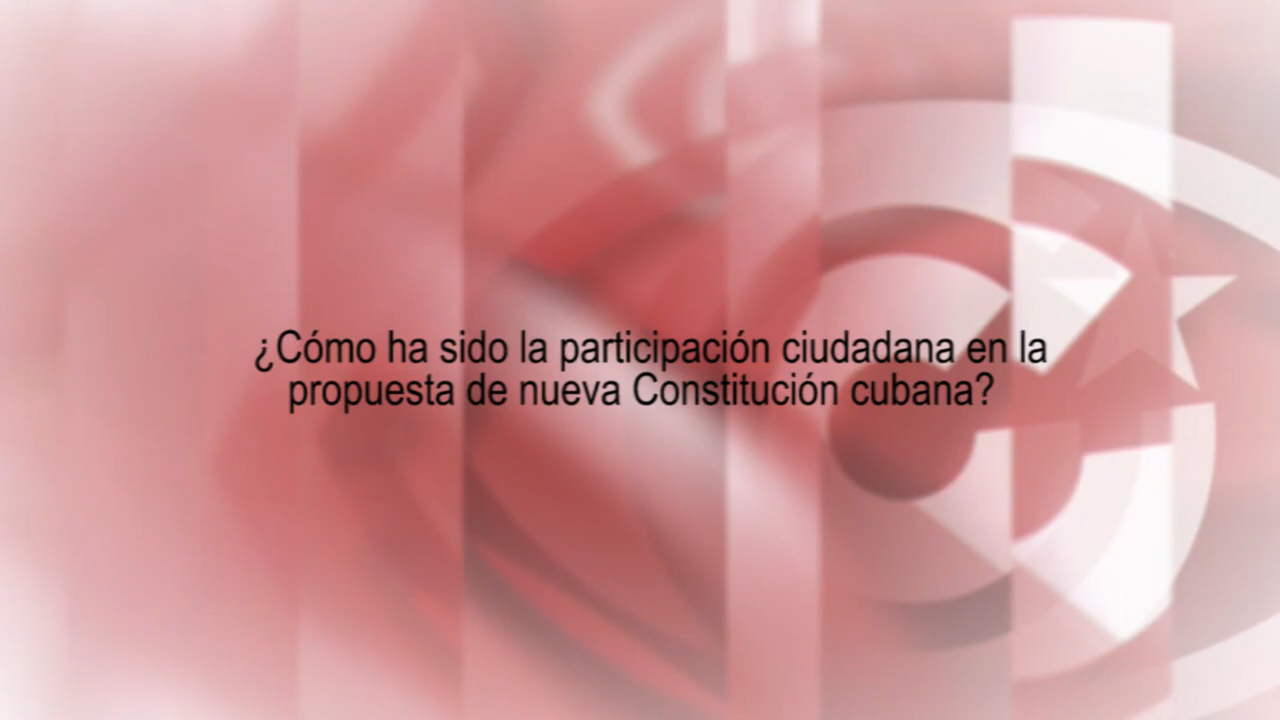 ¿Cómo ha sido la participación ciudadana en la
propuesta de nueva Constitución cubana?